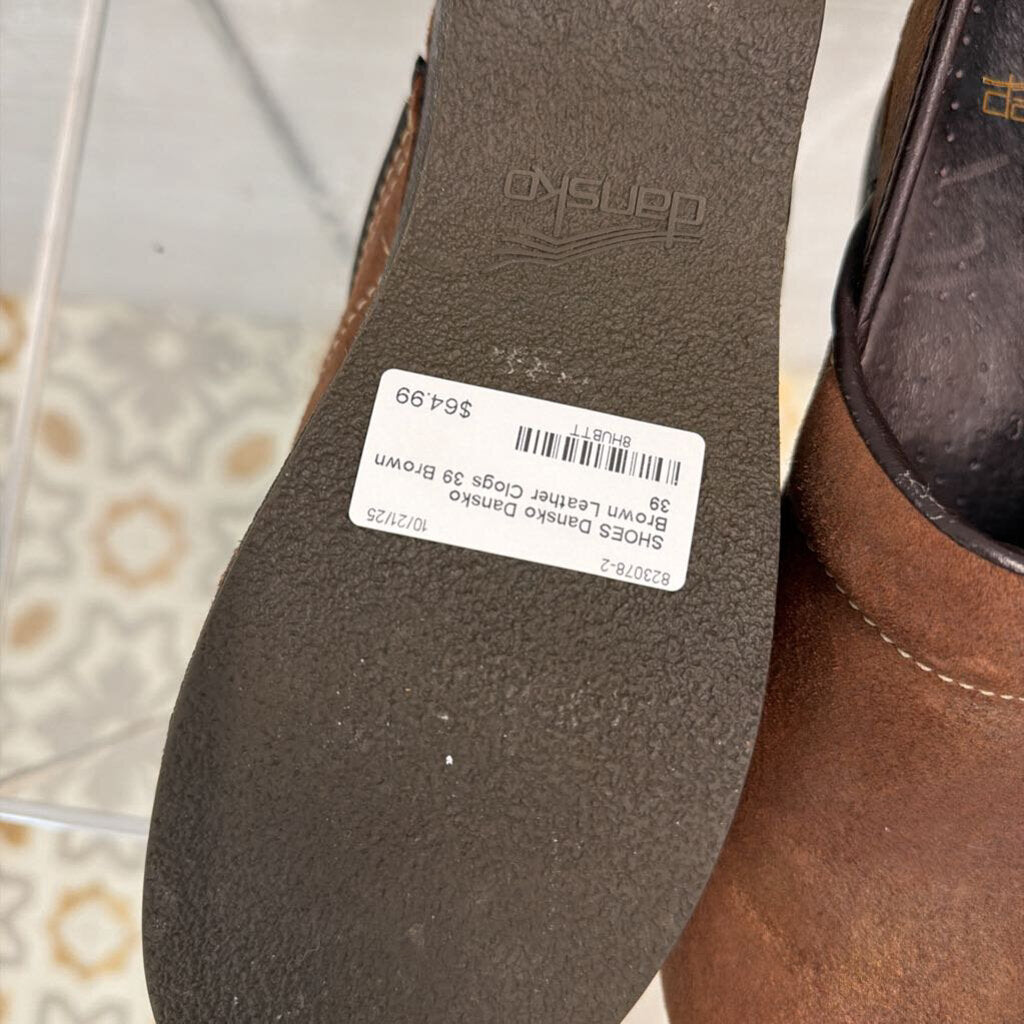 dansko
823078-2 10/21/25
SHOES Dansko Dansko
Brown Leather Clogs 39 Brown
39
8HUBTT
$64.99